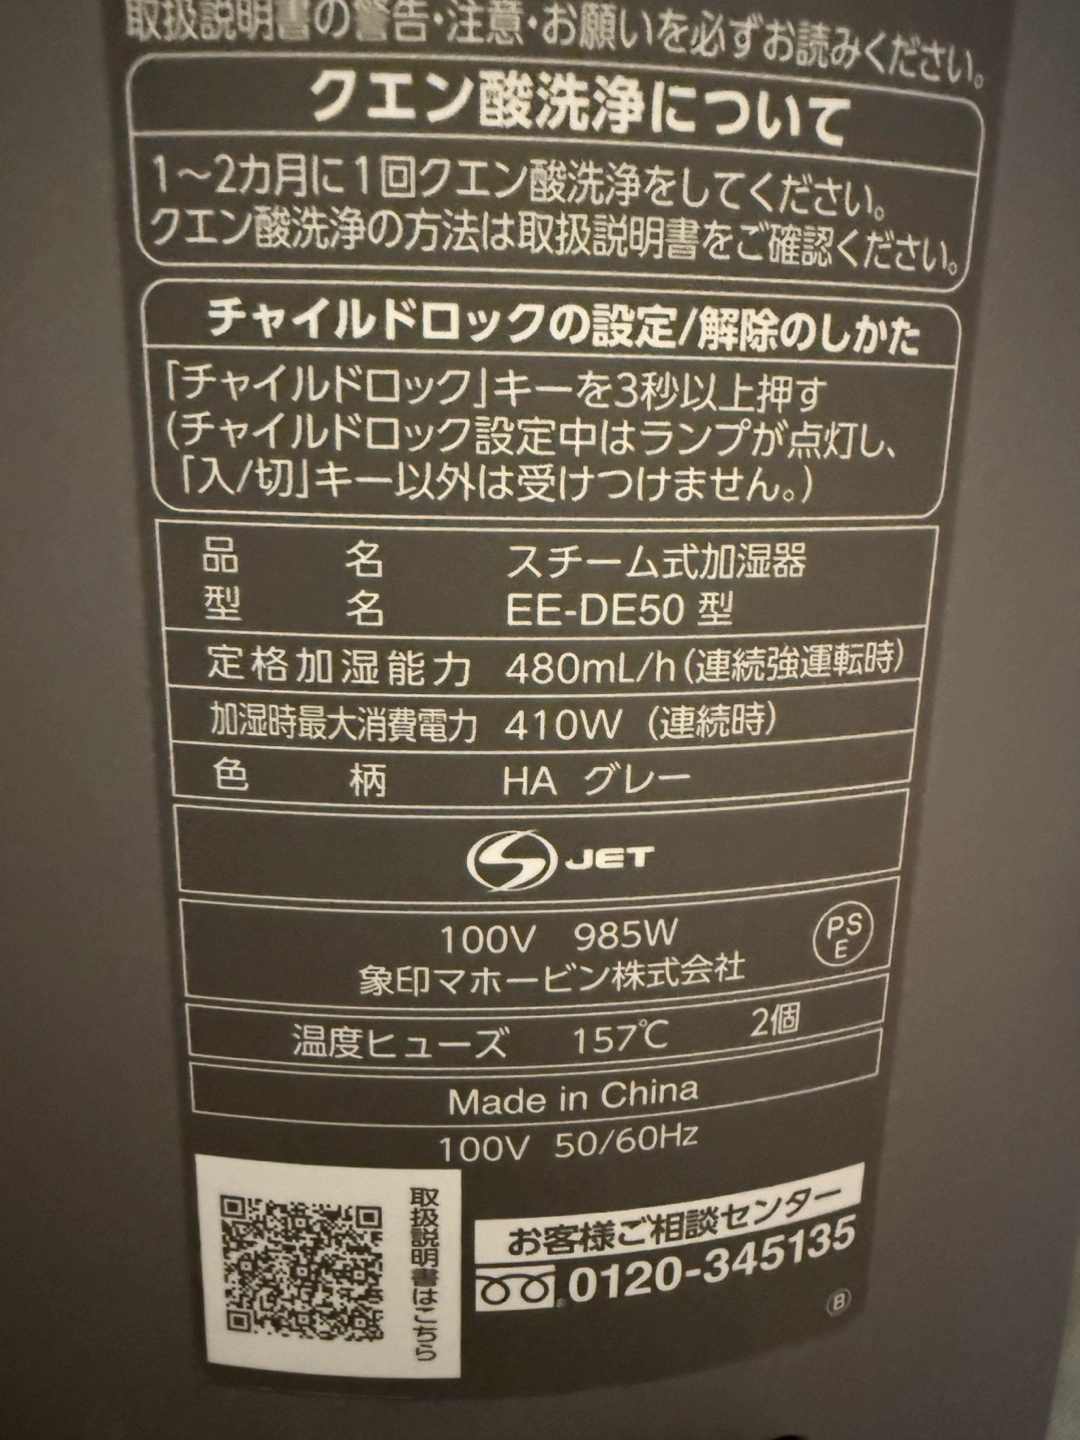 取扱説明書の警告・注意・お願いを必ずお読みください。
クエン酸洗浄について
1～2カ月に1回クエン酸洗浄をしてください。
クエン酸洗浄の方法は取扱説明書をご確認ください。
チャイルドロックの設定/解除のしかた
「チャイルドロック」キーを3秒以上押す
(チャイルドロック設定中はランプが点灯し、
「入/切」キー以外は受けつけません。)
品名 スチーム式加湿器
型名 EE-DE50 型
定格加湿能力 480mL/h (連続強運転時)
加湿時最大消費電力 410W (連続時)
色柄 HA グレー
S JET
100V 985W
PS
E
象印マホービン株式会社
温度ヒューズ 157℃ 2個
Made in China
100V 50/60Hz
取扱説明書はこちら
お客様ご相談センター
0120-345135
B